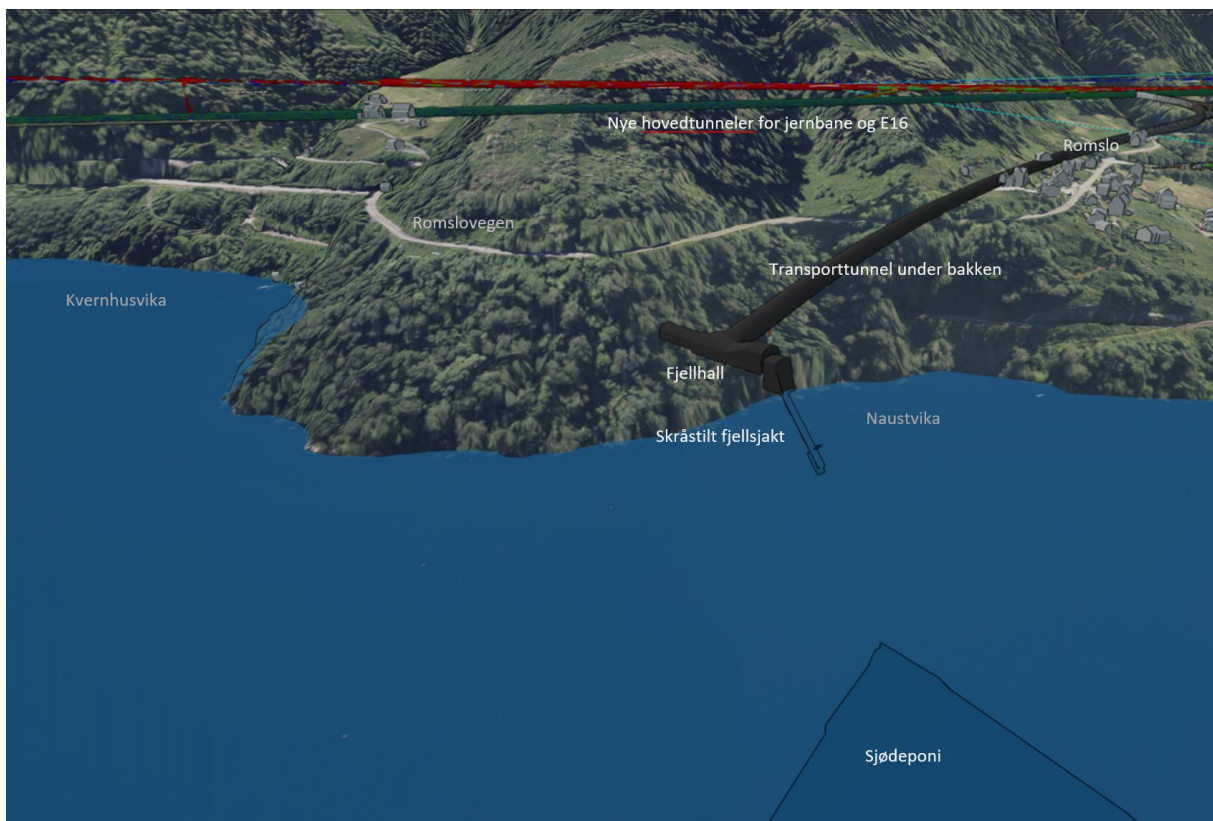 Nye hovedtunneler for jernbane og E16
Romslo
Romslovegen
Transporttunnel under bakken
Kvernhusvika
Fjellhall
Naustvika
Skråstilt fjellsjakt
Sjødeponi